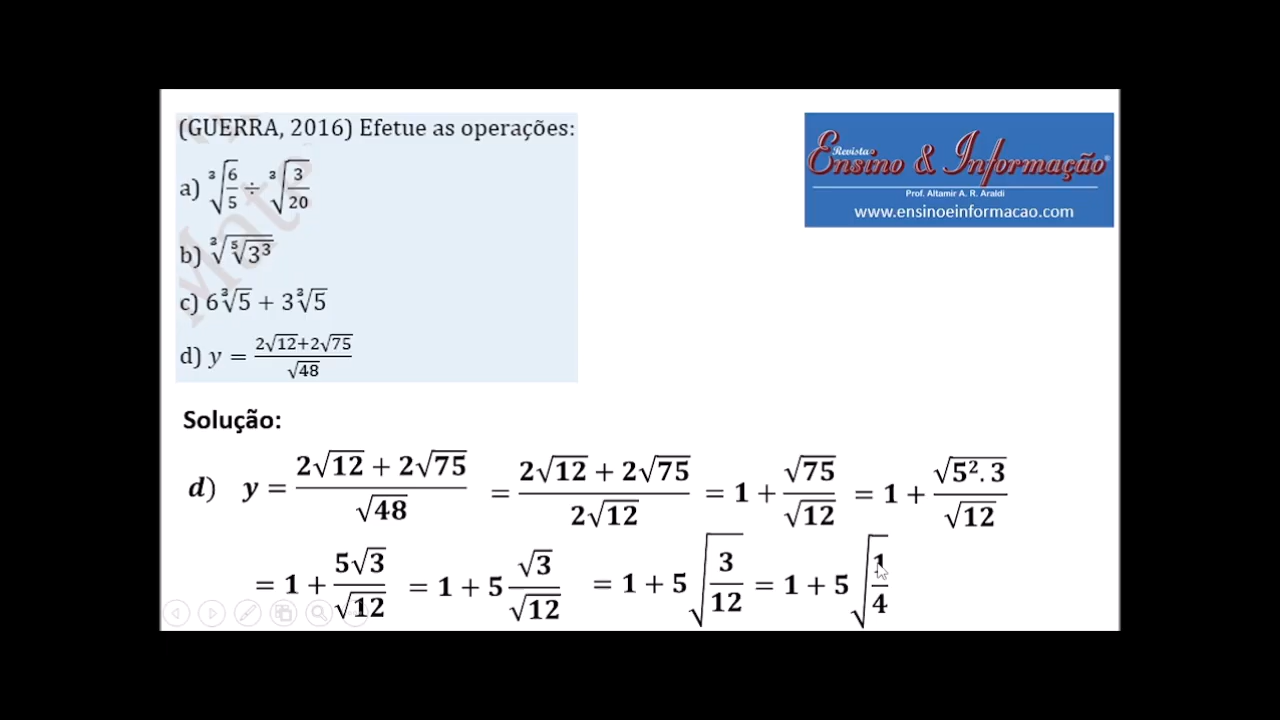 (GUERRA, 2016) Efetue as operações:
a) ∛(6/5) ÷ ∛(3/20)
b) ∛(⁵√(3³))
c) 6∛5 + 3∛5
d) y = (2√12+2√75)/√48
Revista
Ensino & Informação®
Prof. Altamir A. R. Araldi
www.ensinoeinformacao.com
Solução:
d) y = (2√12 + 2√75)/√48 = (2√12 + 2√75)/(2√12) = 1 + √75/√12 = 1 + √(5².3)/√12
= 1 + 5√3/√12 = 1 + 5 √3/√12 = 1 + 5√(3/12) = 1 + 5√(1/4)